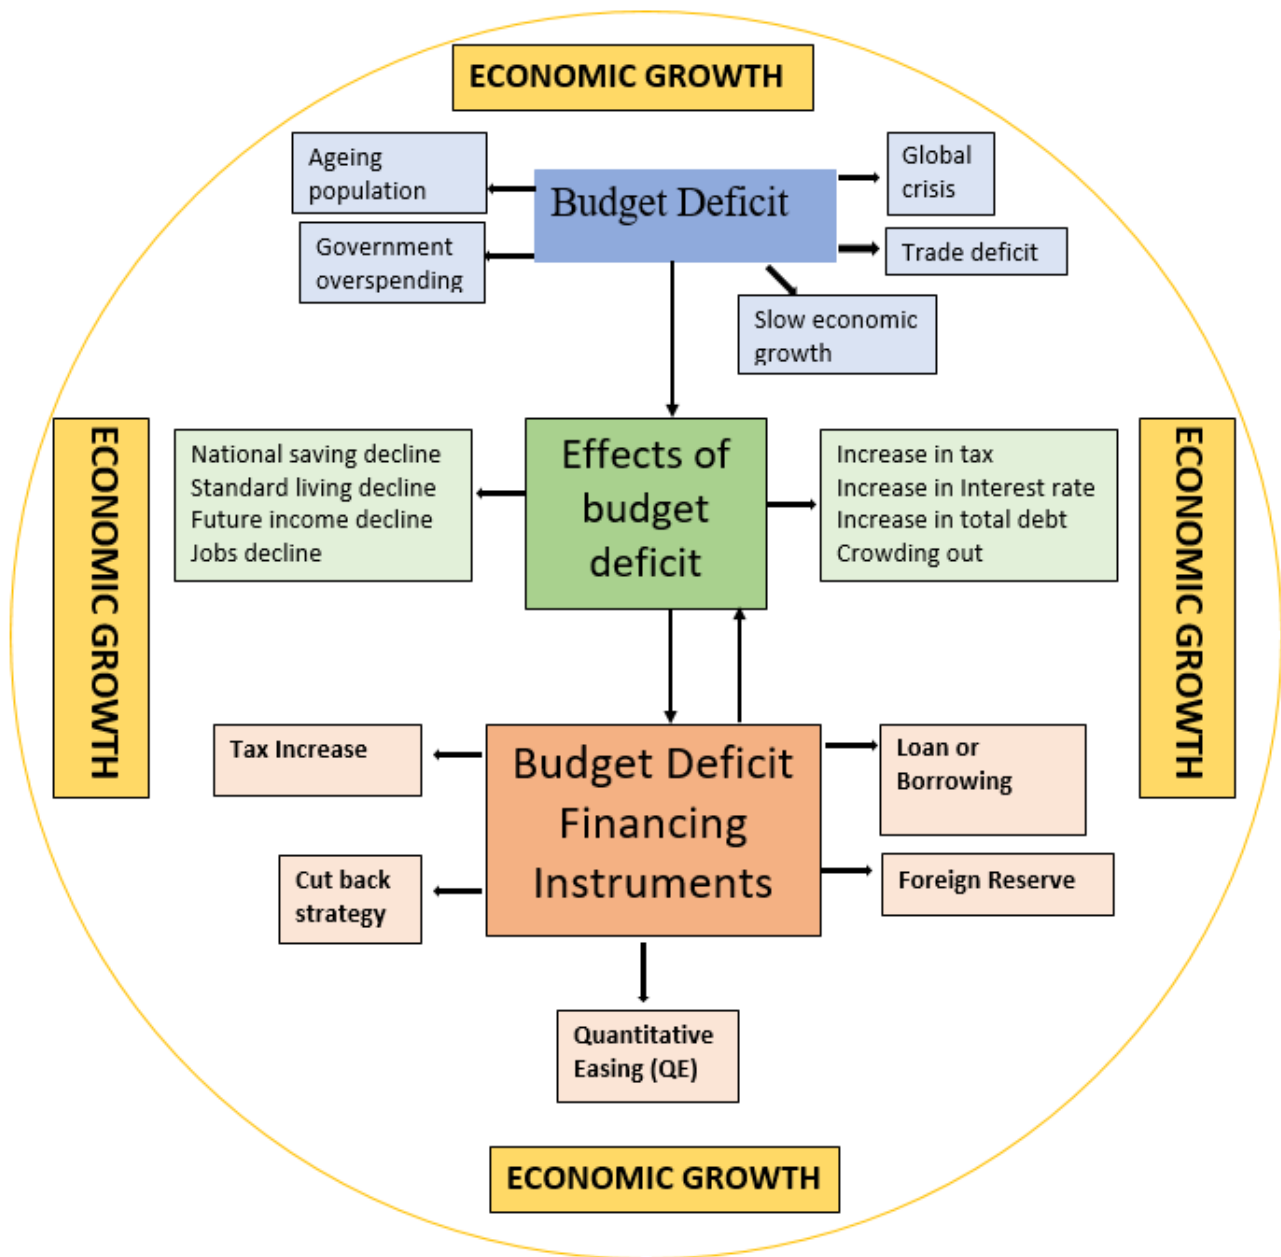 ECONOMIC GROWTH
Ageing
population
Budget Deficit
Global
crisis
Government
overspending
Trade deficit
Slow economic
growth
ECONOMIC GROWTH
National saving decline
Standard living decline
Future income decline
Jobs decline
Effects of
budget
deficit
Increase in tax
Increase in Interest rate
Increase in total debt
Crowding out
ECONOMIC GROWTH
Tax Increase
Budget Deficit
Financing
Instruments
Loan or
Borrowing
Cut back
strategy
Foreign Reserve
Quantitative
Easing (QE)
ECONOMIC GROWTH